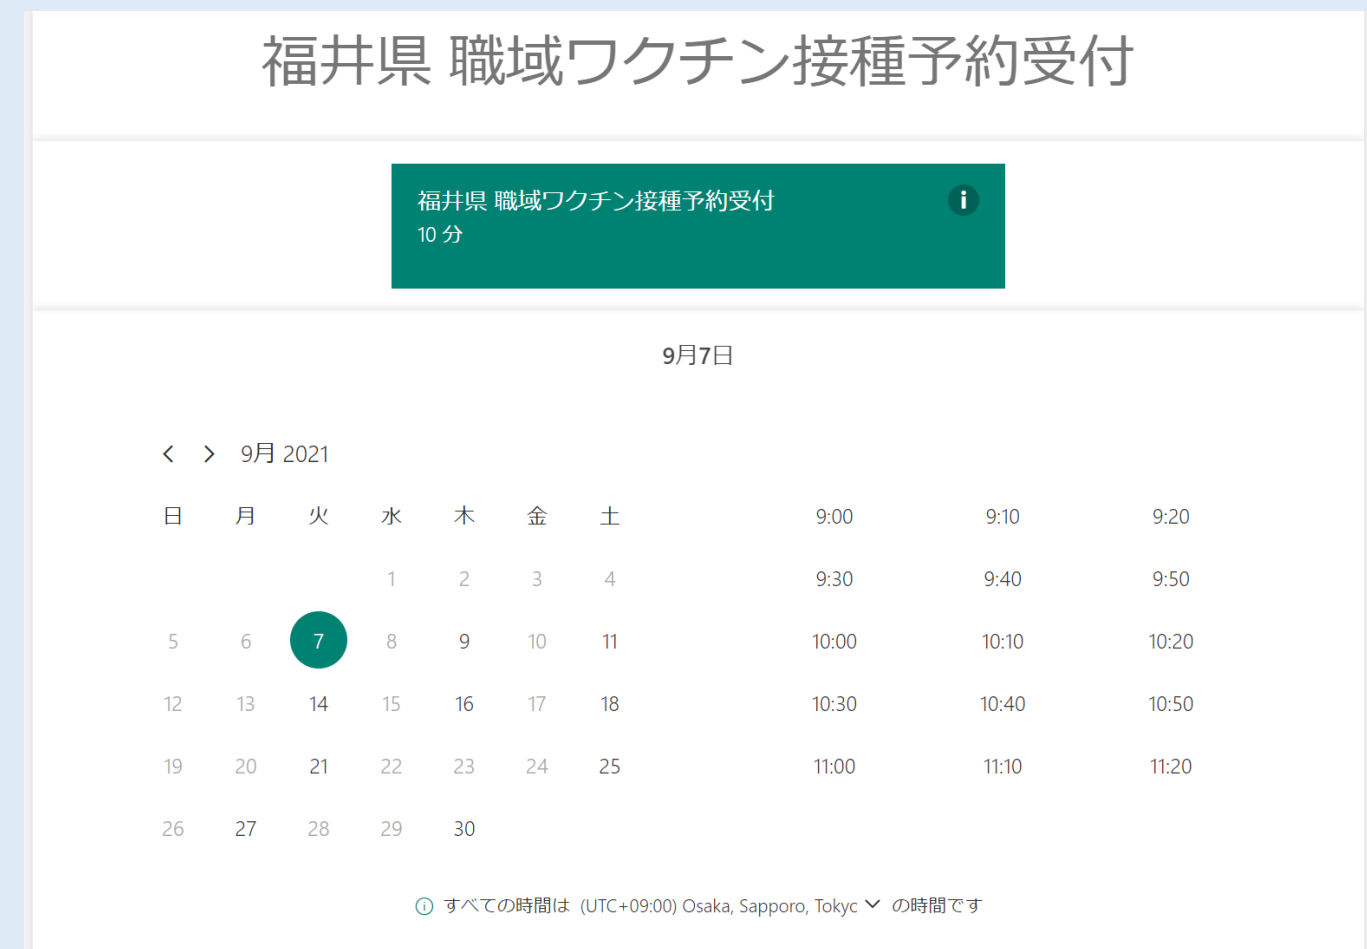 福井県 職域ワクチン接種予約受付
福井県 職域ワクチン接種予約受付
10 分
9月7日
9月 2021
日 月 火 水 木 金 土
1 2 3 4
5 6 7 8 9 10 11
12 13 14 15 16 17 18
19 20 21 22 23 24 25
26 27 28 29 30
9:00 9:10 9:20
9:30 9:40 9:50
10:00 10:10 10:20
10:30 10:40 10:50
11:00 11:10 11:20
すべての時間は (UTC+09:00) Osaka, Sapporo, Tokyo の時間です